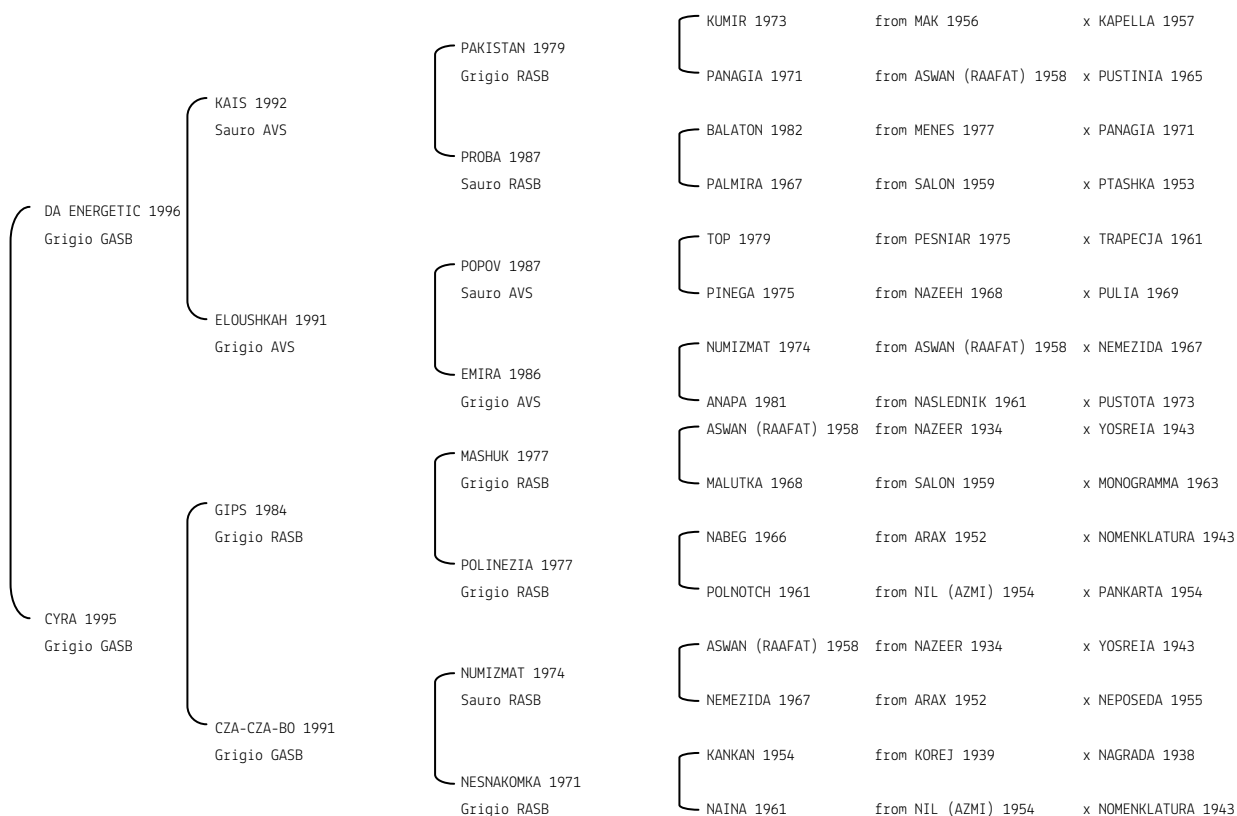 KUMIR 1973 from MAK 1956 x KAPELLA 1957
PAKISTAN 1979
Grigio RASB PANAGIA 1971 from ASWAN (RAAFAT) 1958 x PUSTINIA 1965
KAIS 1992
Sauro AVS BALATON 1982 from MENES 1977 x PANAGIA 1971
PROBA 1987
Sauro RASB PALMIRA 1967 from SALON 1959 x PTASHKA 1953
DA ENERGETIC 1996
Grigio GASB TOP 1979 from PESNIAR 1975 x TRAPECJA 1961
POPOV 1987
Sauro AVS PINEGA 1975 from NAZEEH 1968 x PULIA 1969
ELOUSHKAH 1991
Grigio AVS NUMIZMAT 1974 from ASWAN (RAAFAT) 1958 x NEMEZIDA 1967
EMIRA 1986
Grigio AVS ANAPA 1981 from NASLEDNIK 1961 x PUSTOTA 1973
ASWAN (RAAFAT) 1958 from NAZEER 1934 x YOSREIA 1943
MASHUK 1977
Grigio RASB MALUTKA 1968 from SALON 1959 x MONOGRAMMA 1963
GIPS 1984
Grigio RASB NABEG 1966 from ARAX 1952 x NOMENKLATURA 1943
POLINEZIA 1977
Grigio RASB POLNOTCH 1961 from NIL (AZMI) 1954 x PANKARTA 1954
CYRA 1995
Grigio GASB ASWAN (RAAFAT) 1958 from NAZEER 1934 x YOSREIA 1943
NUMIZMAT 1974
Sauro RASB NEMEZIDA 1967 from ARAX 1952 x NEPOSEDA 1955
CZA-CZA-BO 1991
Grigio GASB KANKAN 1954 from KOREJ 1939 x NAGRADA 1938
NESNAKOMKA 1971
Grigio RASB NAINA 1961 from NIL (AZMI) 1954 x NOMENKLATURA 1943